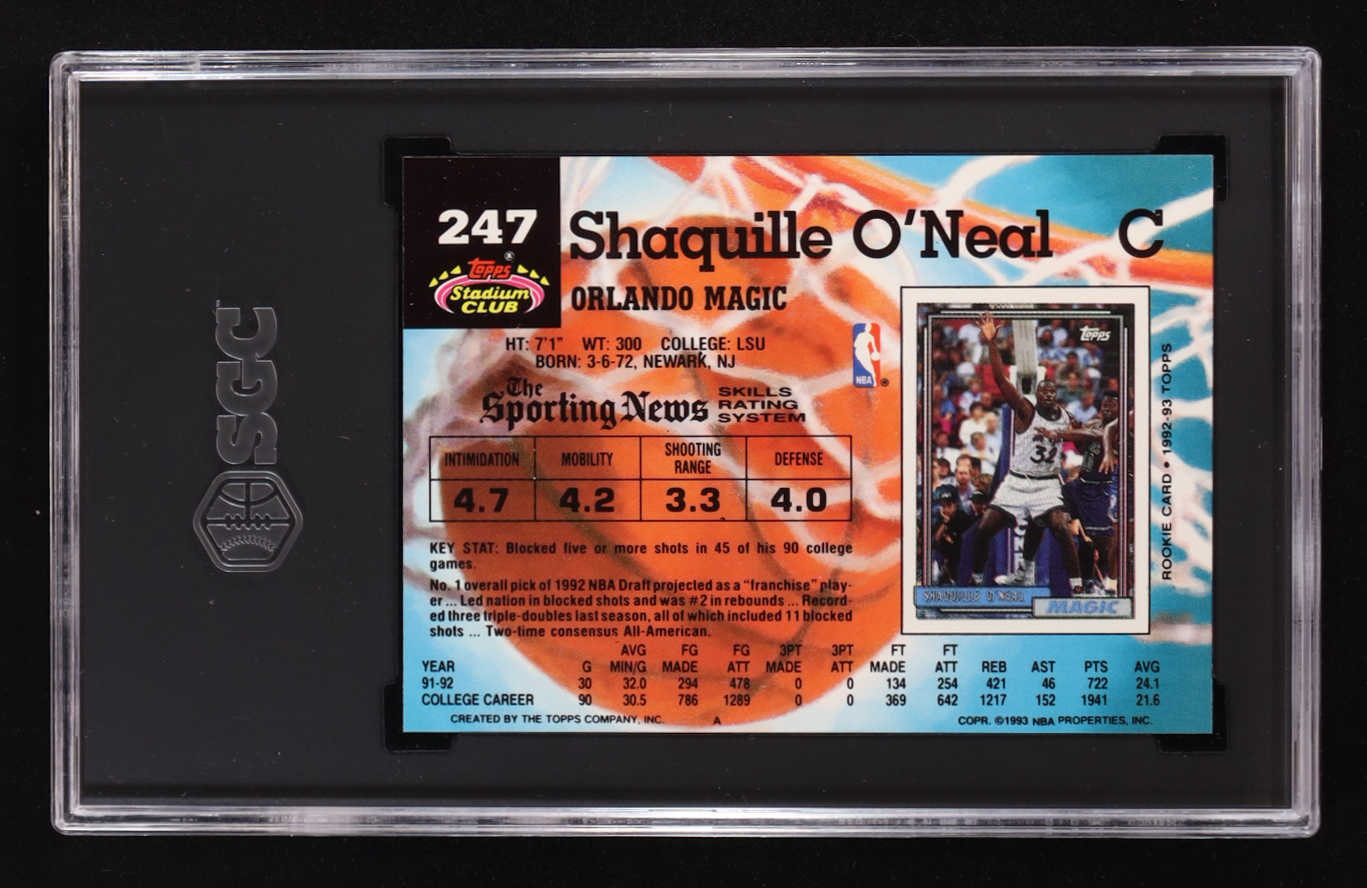 SGC
247
Shaquille O'Neal C
Topps®
Stadium
CLUB
ORLANDO MAGIC
HT: 7'1" WT: 300 COLLEGE: LSU
BORN: 3-6-72, NEWARK, NJ
NBA ®
The
Sporting News
SKILLS
RATING
SYSTEM
INTIMIDATION MOBILITY SHOOTING RANGE DEFENSE
4.7 4.2 3.3 4.0
KEY STAT: Blocked five or more shots in 45 of his 90 college
games.
No. 1 overall pick of 1992 NBA Draft projected as a "franchise" play-
er ... Led nation in blocked shots and was #2 in rebounds ... Record-
ed three triple-doubles last season, all of which included 11 blocked
shots ... Two-time consensus All-American.
Topps
32
SHAQUILLE O'NEAL
MAGIC
ROOKIE CARD • 1992-93 TOPPS
AVG FG FG 3PT 3PT FT FT
YEAR G MIN/G MADE ATT MADE ATT MADE ATT REB AST PTS AVG
91-92 30 32.0 294 478 0 0 134 254 421 46 722 24.1
COLLEGE CAREER 90 30.5 786 1289 0 0 369 642 1217 152 1941 21.6
CREATED BY THE TOPPS COMPANY, INC. A COPR. ©1993 NBA PROPERTIES, INC.